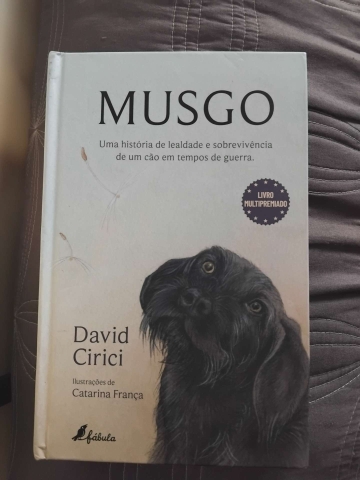 MUSGO
Uma história de lealdade e sobrevivência
de um cão em tempos de guerra.
LIVRO
MULTIPREMIADO
David
Cirici
Ilustrações de
Catarina França
fábula